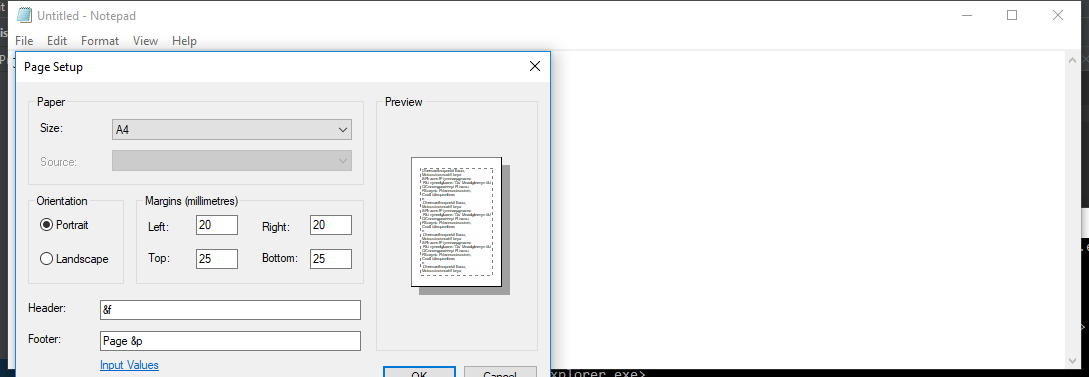 Untitled - Notepad
File Edit Format View Help
Page Setup
Paper
Size: A4
Source:
Preview
Orientation
Portrait
Landscape
Margins (millimetres)
Left: 20 Right: 20
Top: 25 Bottom: 25
Header: &f
Footer: Page &p
Input Values
OK Cancel
xplorer.exe>